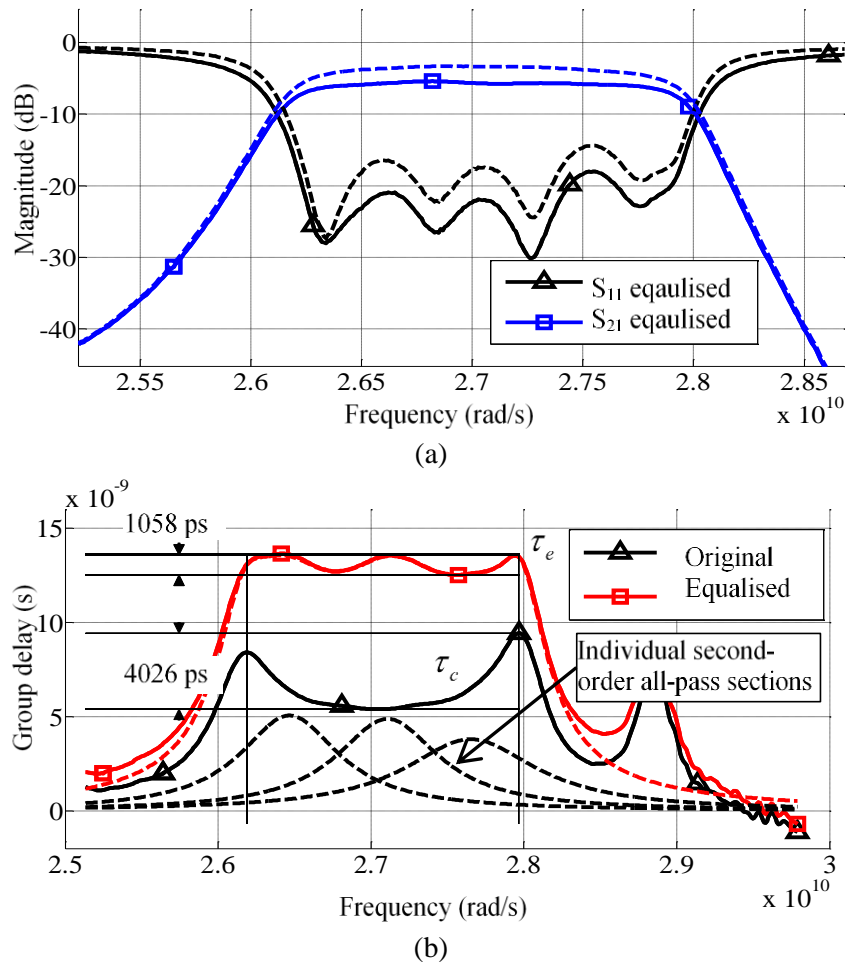 (a)
0
-10
-20
-30
-40
Magnitude (dB)
S11 eqaulised
S21 eqaulised
2.55 2.6 2.65 2.7 2.75 2.8 2.85
Frequency (rad/s)
x 10^10
(a)
x 10^-9
15
10
5
0
Group delay (s)
1058 ps
4026 ps
τe
τc
Original
Equalised
Individual second-
order all-pass sections
2.5 2.6 2.7 2.8 2.9 3
Frequency (rad/s)
x 10^10
(b)